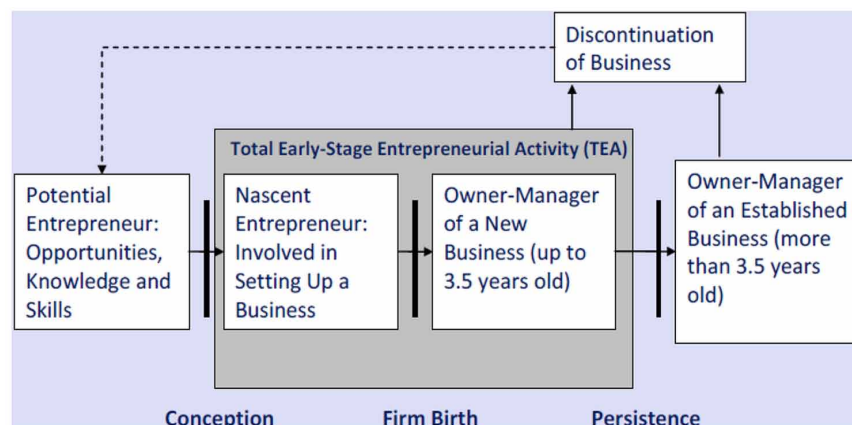 Discontinuation
of Business
Total Early-Stage Entrepreneurial Activity (TEA)
Potential
Entrepreneur:
Opportunities,
Knowledge and
Skills
Nascent
Entrepreneur:
Involved in
Setting Up a
Business
Owner-Manager
of a New
Business (up to
3.5 years old)
Owner-Manager
of an Established
Business (more
than 3.5 years
old)
Conception
Firm Birth
Persistence